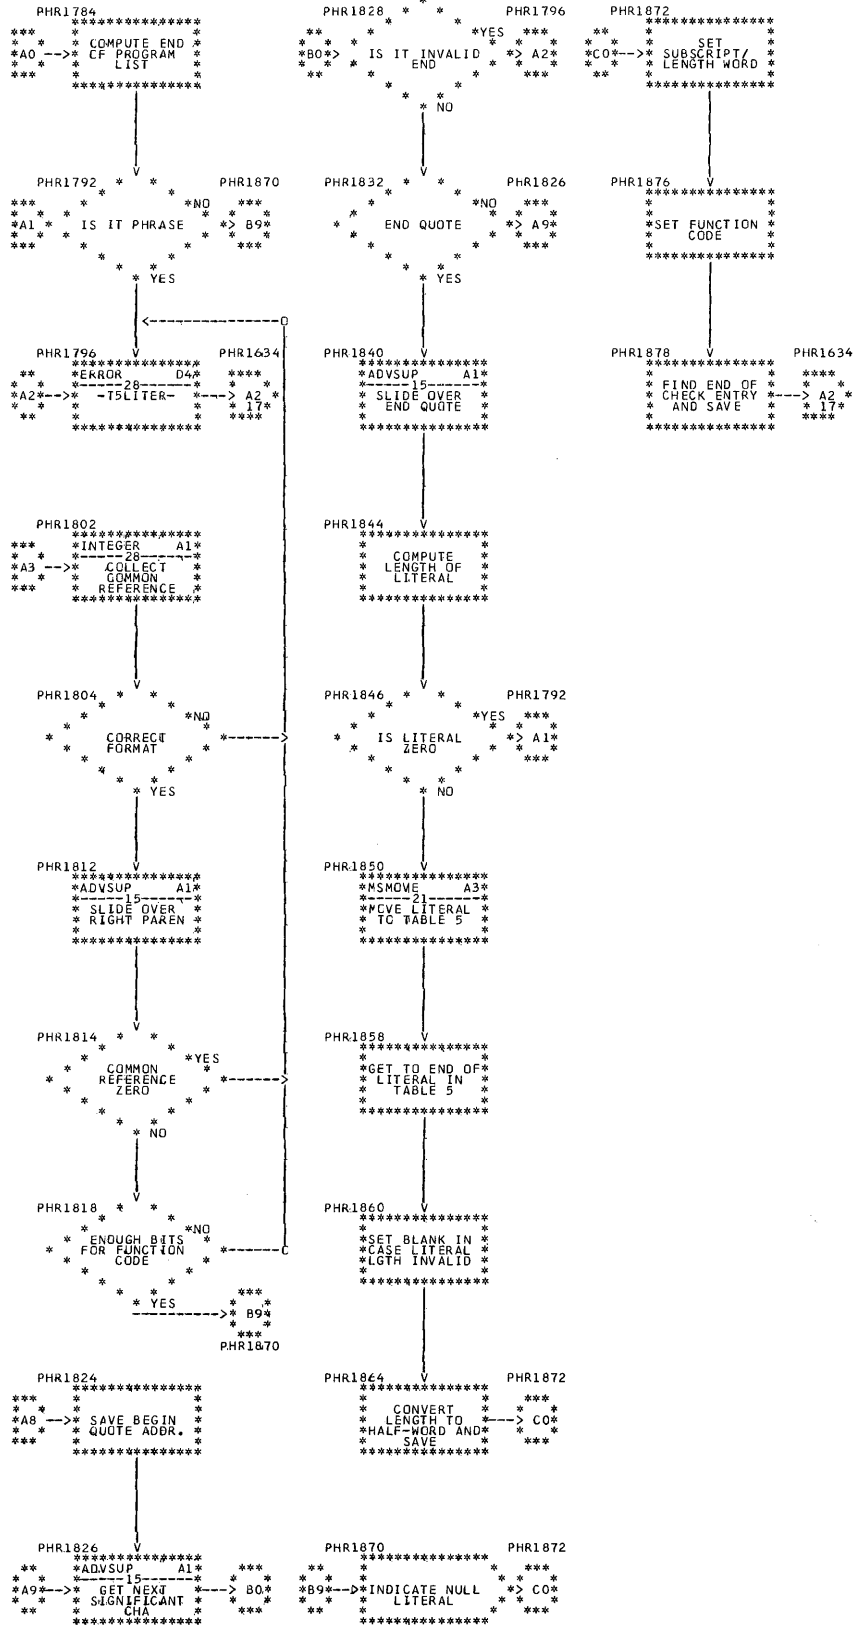 PHR1784
A0
COMPUTE END
CF PROGRAM
LIST
PHR1792
A1
IS IT PHRASE
NO
PHR1870
B9
YES
PHR1796
A2
ERROR D4
28
-T5LITER-
PHR1634
A2
17
PHR1802
A3
INTEGER A1
28
COLLECT
COMMON
REFERENCE
PHR1804
CORRECT
FORMAT
NO
YES
PHR1812
ADVSUP A1
15
SLIDE OVER
RIGHT PAREN
PHR1814
COMMON
REFERENCE
ZERO
YES
NO
PHR1818
ENOUGH BITS
FOR FUNCTION
CODE
NO
YES
B9
PHR1870
PHR1824
A8
SAVE BEGIN
QUOTE ADDR.
PHR1826
A9
ADVSUP A1
15
GET NEXT
SIGNIFICANT
CHA
B0
PHR1828
B0
IS IT INVALID
END
YES
PHR1796
A2
NO
PHR1832
END QUOTE
NO
PHR1826
A9
YES
PHR1840
ADVSUP A1
15
SLIDE OVER
END QUOTE
PHR1844
COMPUTE
LENGTH OF
LITERAL
PHR1846
IS LITERAL
ZERO
YES
PHR1792
A1
NO
PHR1850
MSMOVE A3
21
MOVE LITERAL
TO TABLE 5
PHR1858
GET TO END OF
LITERAL IN
TABLE 5
PHR1860
SET BLANK IN
CASE LITERAL
LGTH INVALID
PHR1864
CONVERT
LENGTH TO
HALF-WORD AND
SAVE
PHR1872
C0
PHR1870
B9
INDICATE NULL
LITERAL
PHR1872
C0
PHR1872
C0
SET
SUBSCRIPT/
LENGTH WORD
PHR1876
SET FUNCTION
CODE
PHR1878
FIND END OF
CHECK ENTRY
AND SAVE
PHR1634
A2
17